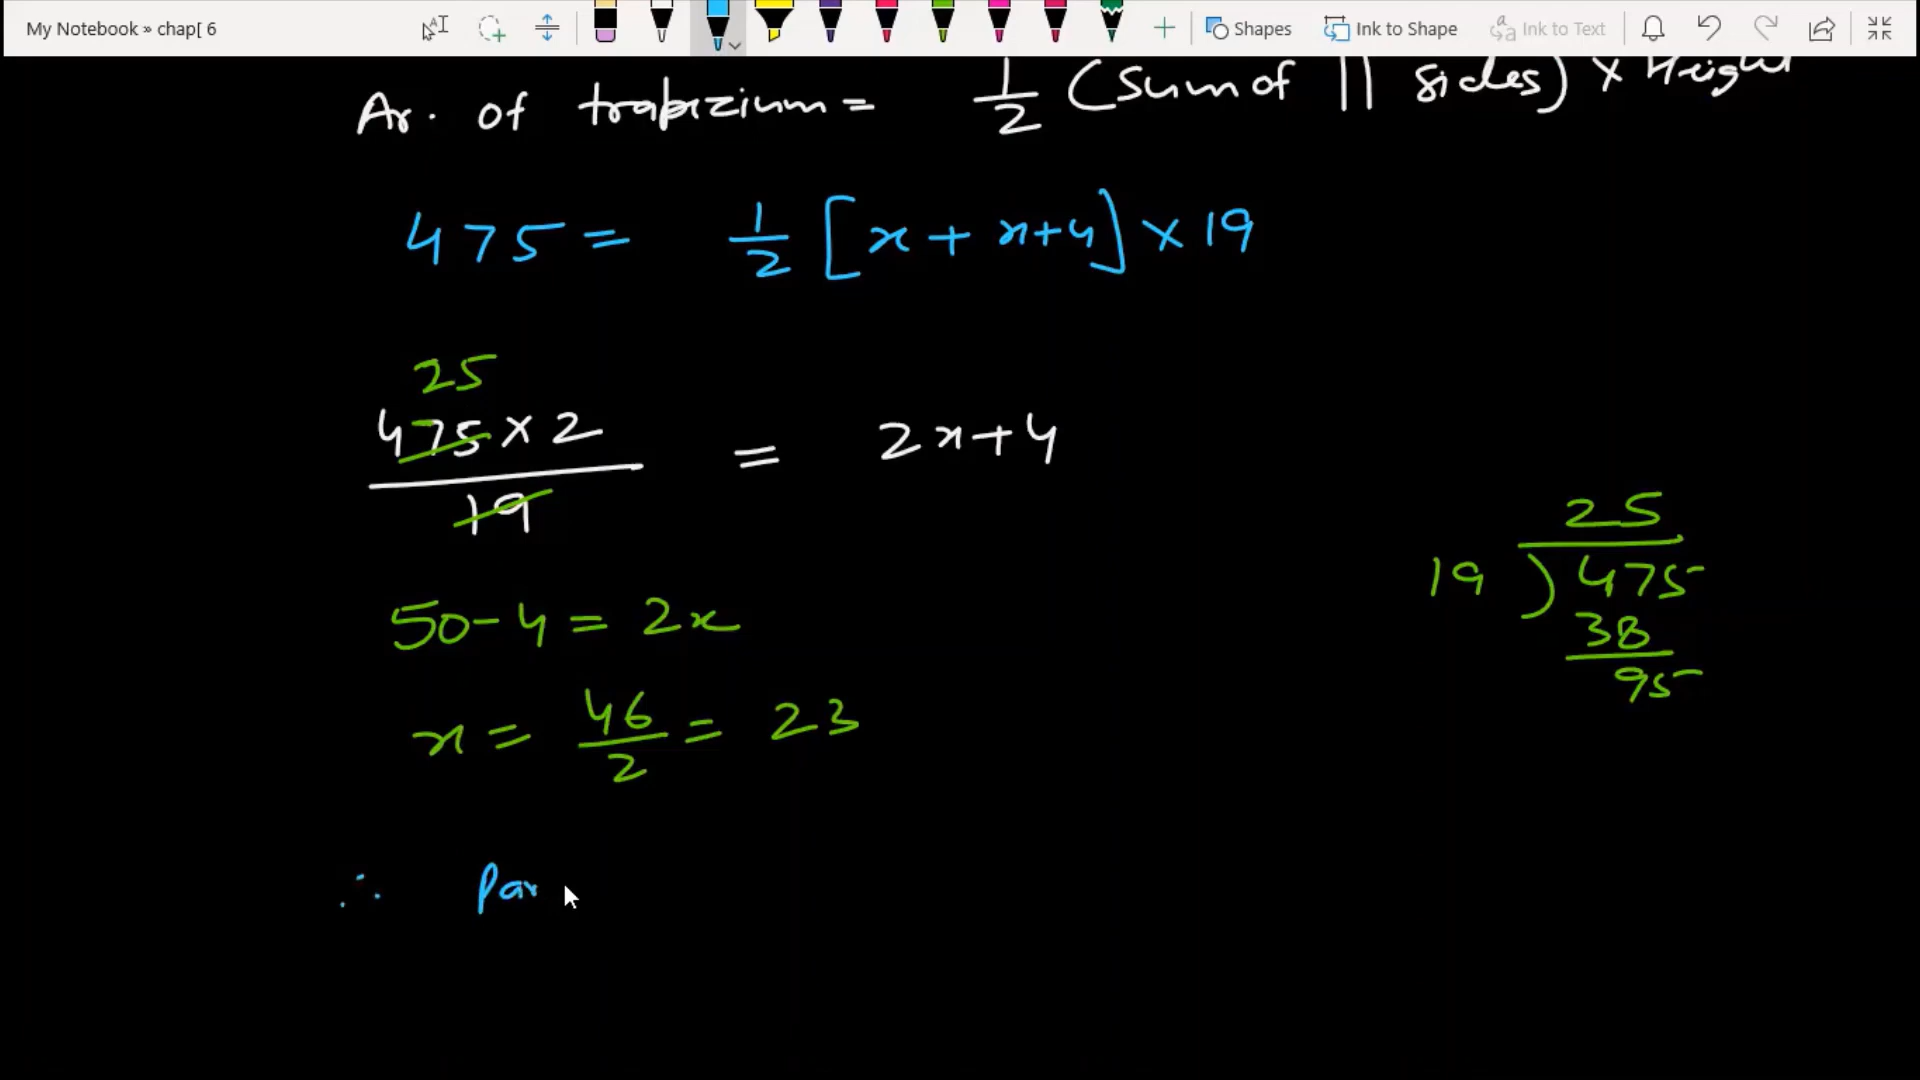 My Notebook » chap[ 6
Shapes
Ink to Shape
Ink to Text
Ar. of trapizium = 1/2 (Sum of || sides) × Height
475 = 1/2 [x + x+4] × 19
25
475 × 2 / 19 = 2x+4
50 - 4 = 2x
x = 46/2 = 23
∴ Par
25
19 ) 475
38
95